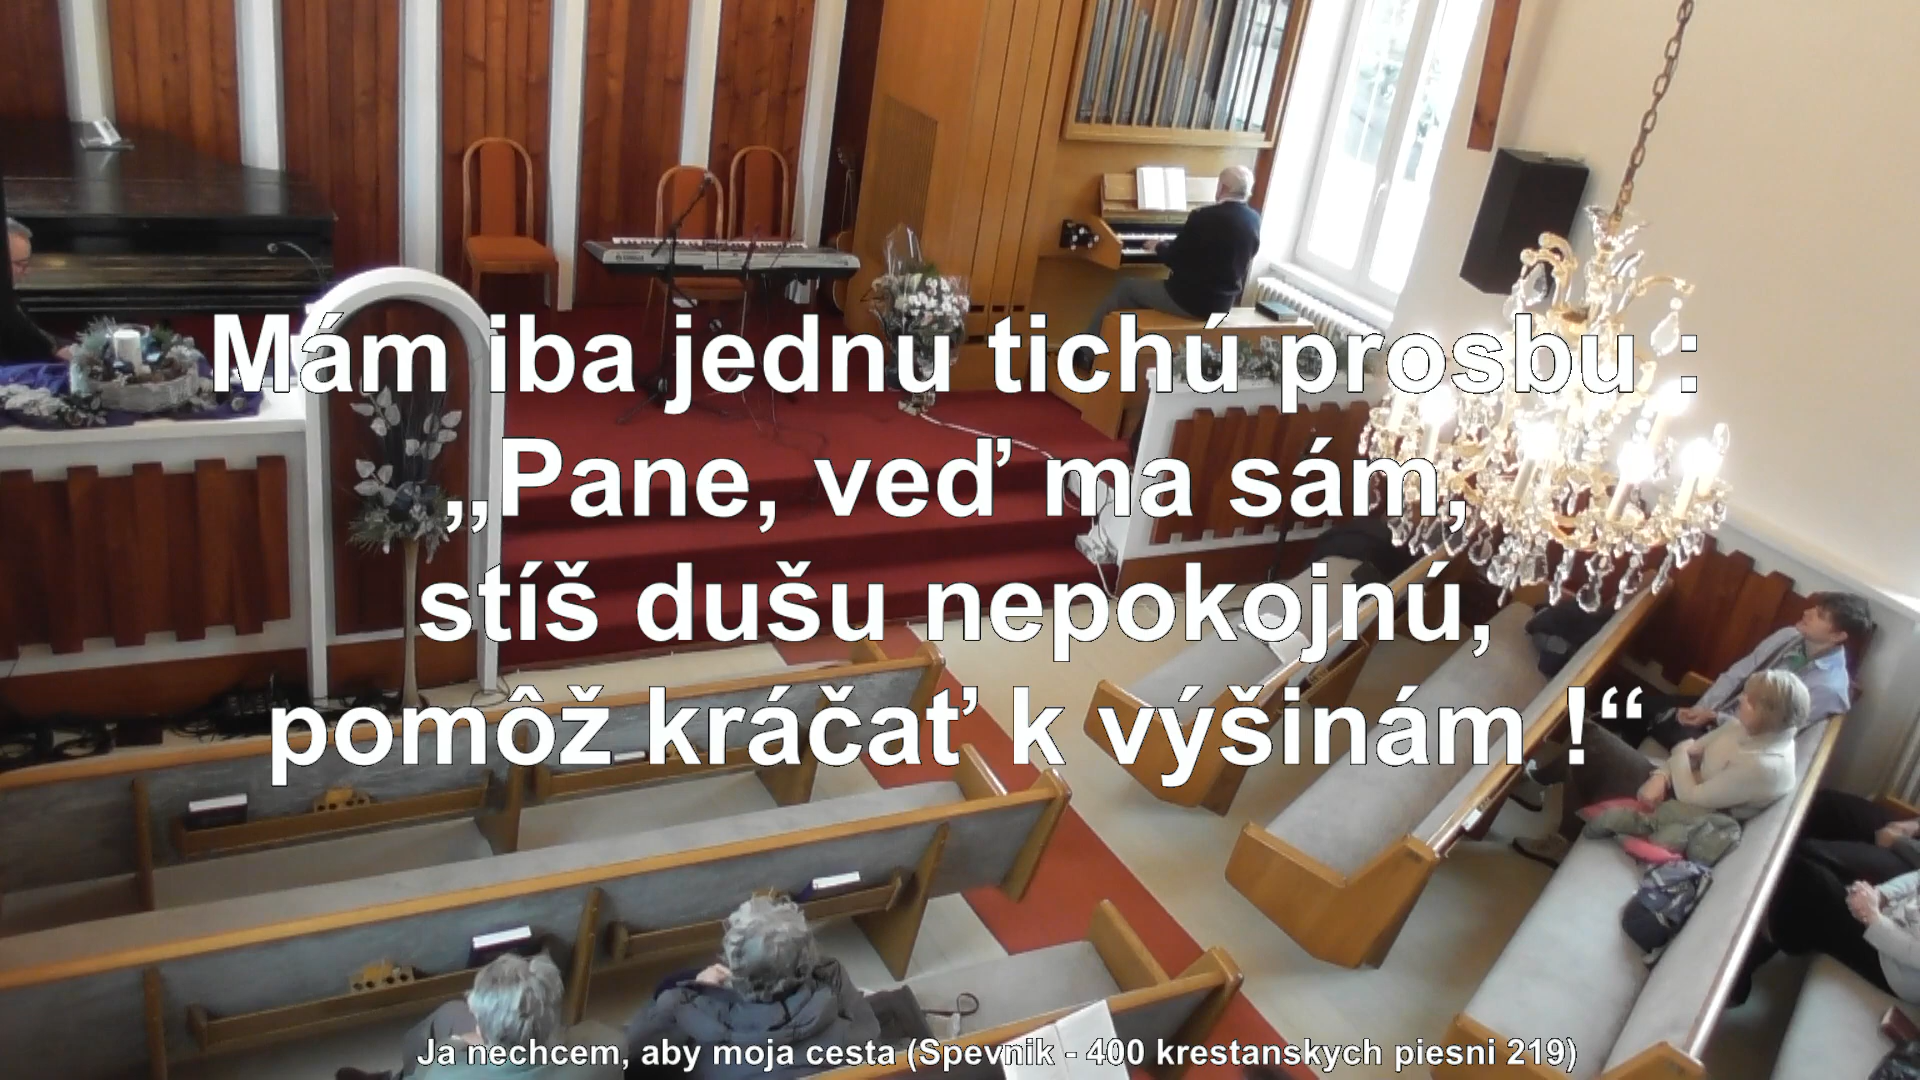 Mám iba jednu tichú prosbu :
„Pane, veď ma sám,
stíš dušu nepokojnú,
pomôž kráčať k výšinám !“
Ja nechcem, aby moja cesta (Spevnik - 400 krestanskych piesni 219)